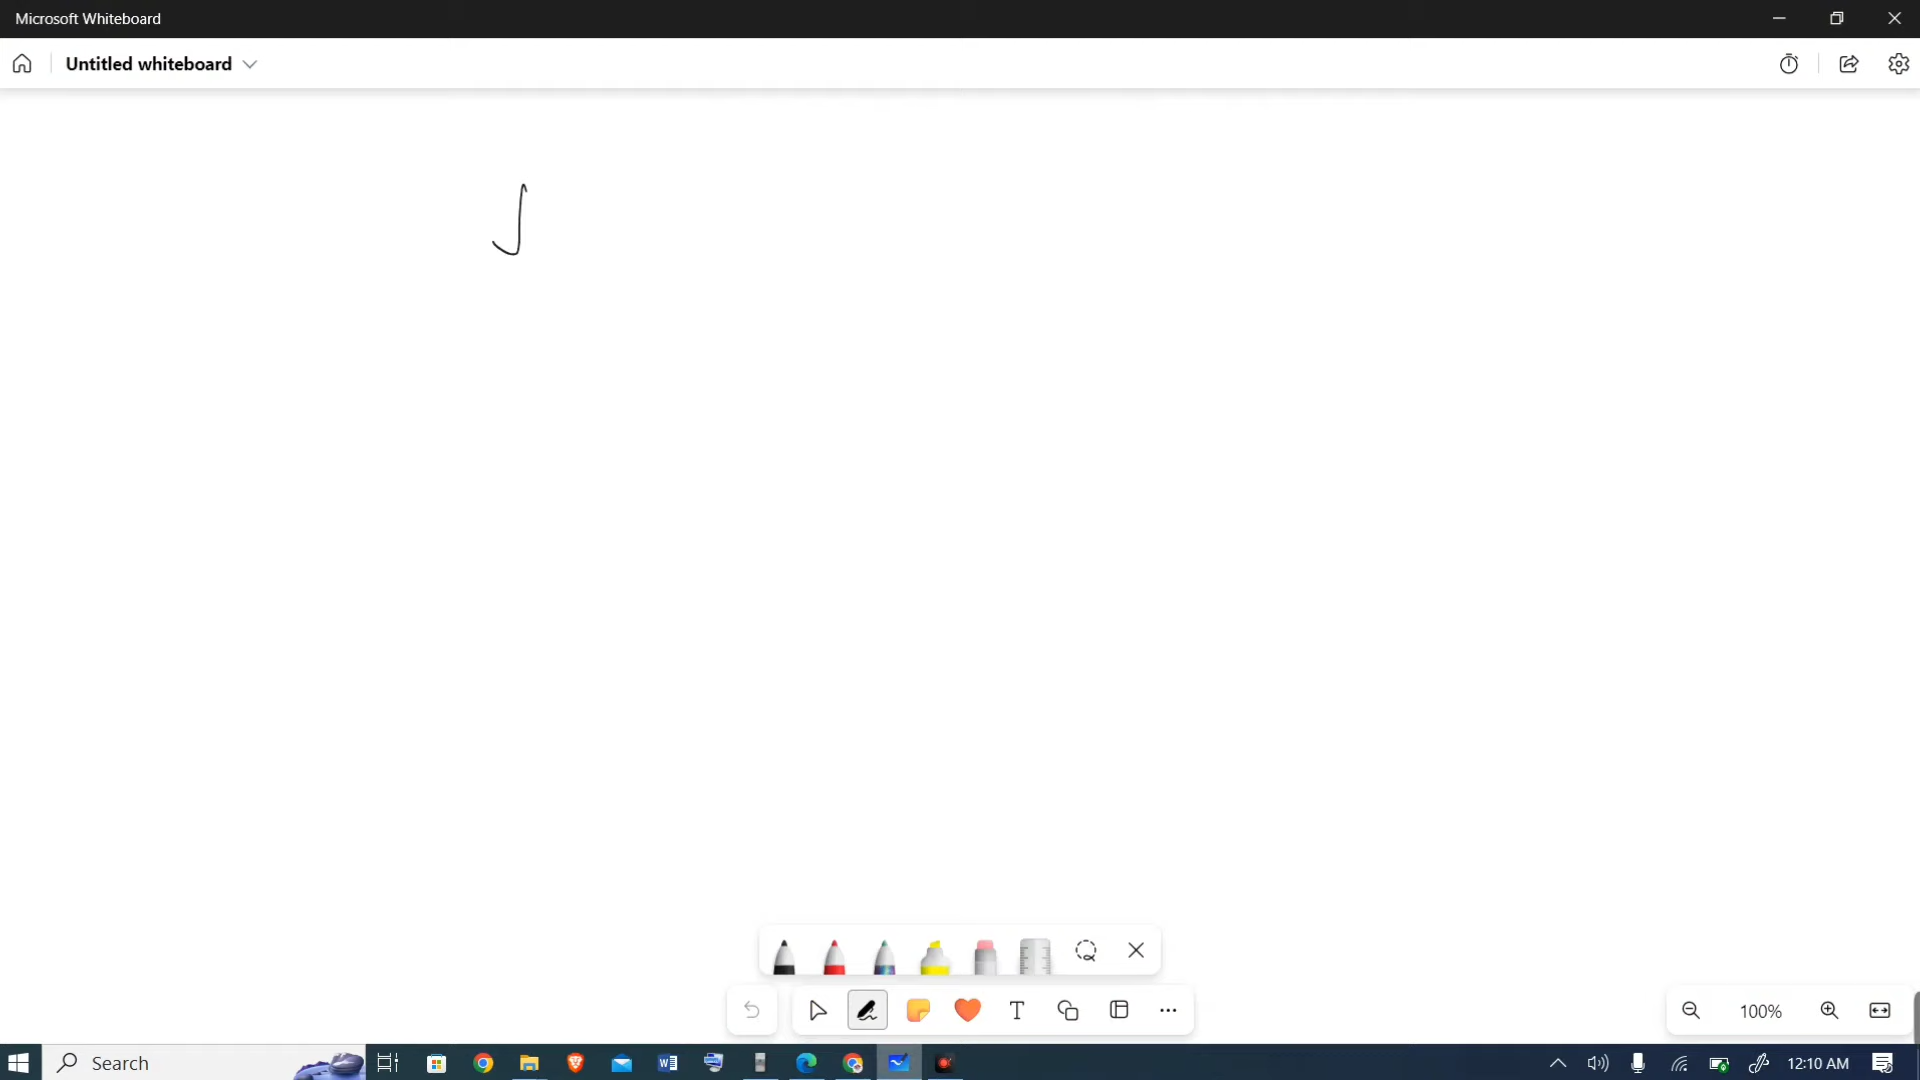 Microsoft Whiteboard
Untitled whiteboard
J
T
100%
Search
12:10 AM